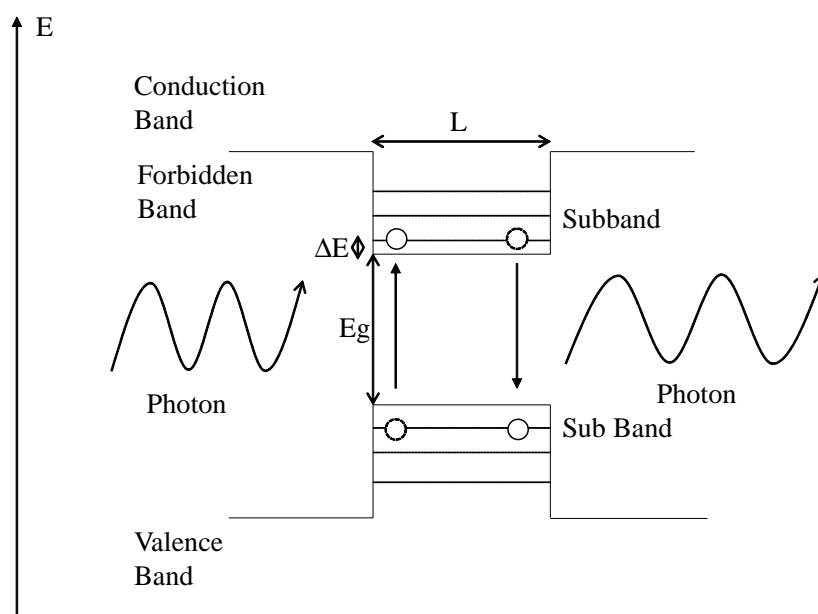 E
Conduction
Band
L
Forbidden
Band
Subband
ΔE
Eg
Photon
Photon
Sub Band
Valence
Band